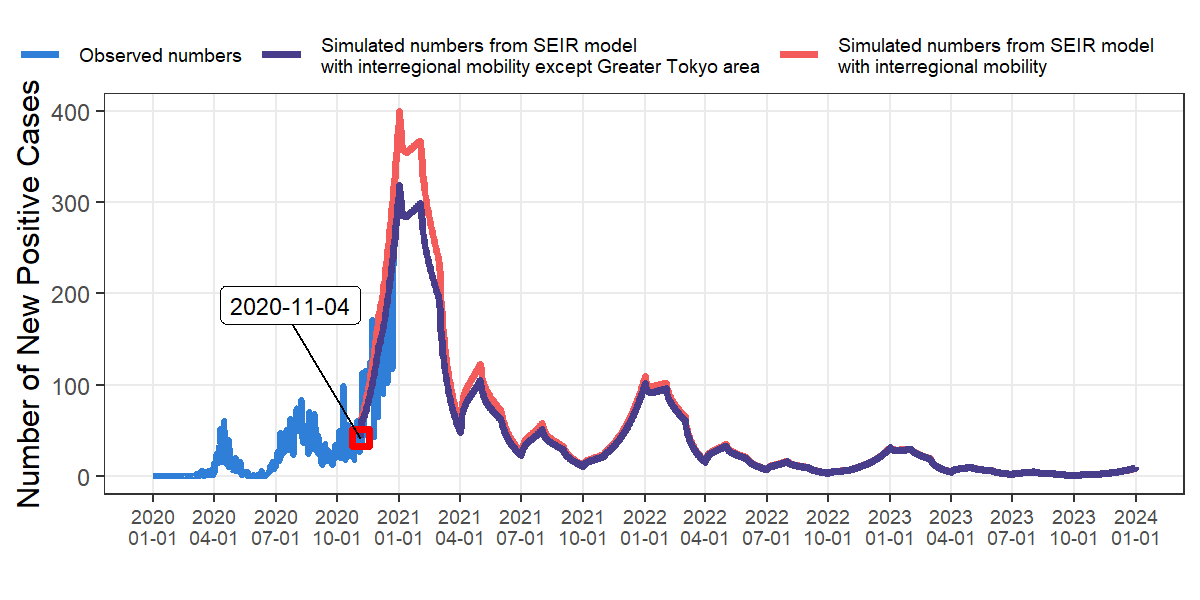 Observed numbers
Simulated numbers from SEIR model
with interregional mobility except Greater Tokyo area
Simulated numbers from SEIR model
with interregional mobility
Number of New Positive Cases
400
300
200
100
0
2020-11-04
2020 2020 2020 2020 2021 2021 2021 2021 2022 2022 2022 2022 2023 2023 2023 2023 2024
01-01 04-01 07-01 10-01 01-01 04-01 07-01 10-01 01-01 04-01 07-01 10-01 01-01 04-01 07-01 10-01 01-01